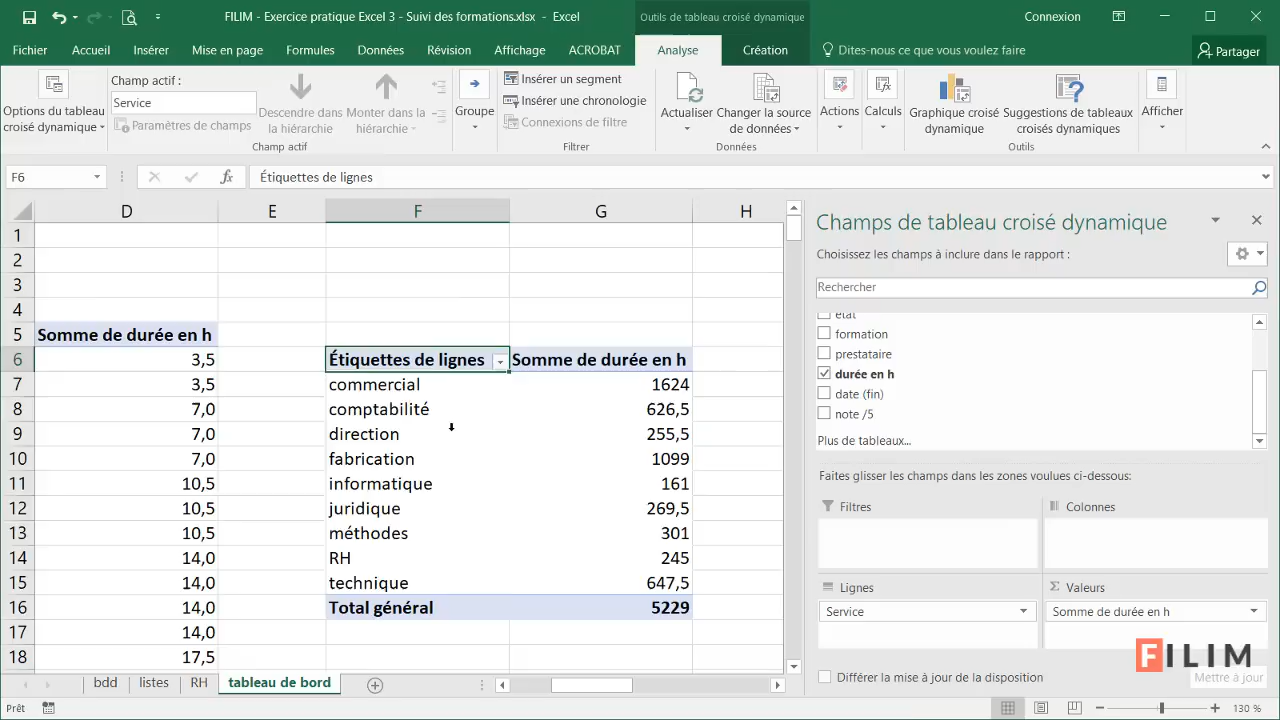 FILIM - Exercice pratique Excel 3 - Suivi des formations.xlsx - Excel
Outils de tableau croisé dynamique
Connexion
Fichier Accueil Insérer Mise en page Formules Données Révision Affichage ACROBAT Analyse Création Dites-nous ce que vous voulez faire Partager
Options du tableau croisé dynamique
Champ actif :
Service
Paramètres de champs
Descendre dans la hiérarchie
Monter dans la hiérarchie
Champ actif
Groupe
Insérer un segment
Insérer une chronologie
Connexions de filtre
Filtrer
Actualiser
Changer la source de données
Données
Actions
Calculs
Graphique croisé dynamique
Suggestions de tableaux croisés dynamiques
Outils
Afficher
F6 fx Étiquettes de lignes
D E F G H
1
2
3
4
5 Somme de durée en h
6 3,5 Étiquettes de lignes Somme de durée en h
7 3,5 commercial 1624
8 7,0 comptabilité 626,5
9 7,0 direction 255,5
10 7,0 fabrication 1099
11 10,5 informatique 161
12 10,5 juridique 269,5
13 10,5 méthodes 301
14 14,0 RH 245
15 14,0 technique 647,5
16 14,0 Total général 5229
17 14,0
18 17,5
bdd listes RH tableau de bord
Prêt
130 %
Champs de tableau croisé dynamique
Choisissez les champs à inclure dans le rapport :
Rechercher
état
formation
prestataire
durée en h
date (fin)
note /5
Plus de tableaux...
Faites glisser les champs dans les zones voulues ci-dessous:
Filtres
Colonnes
Lignes
Σ Valeurs
Service
Somme de durée en h
FILIM
Différer la mise à jour de la disposition
Mettre à jour